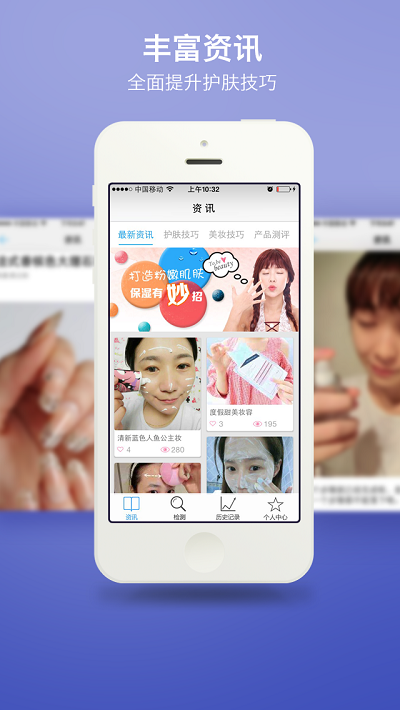 丰富资讯
全面提升护肤技巧
中国移动
上午10:32
资 讯
最新资讯
护肤技巧
美妆技巧
产品测评
打造粉嫩肌肤
保湿有妙招
Take
beauty
清新蓝色人鱼公主妆
4
280
度假甜美妆容
3
195
资讯
检测
历史记录
个人中心